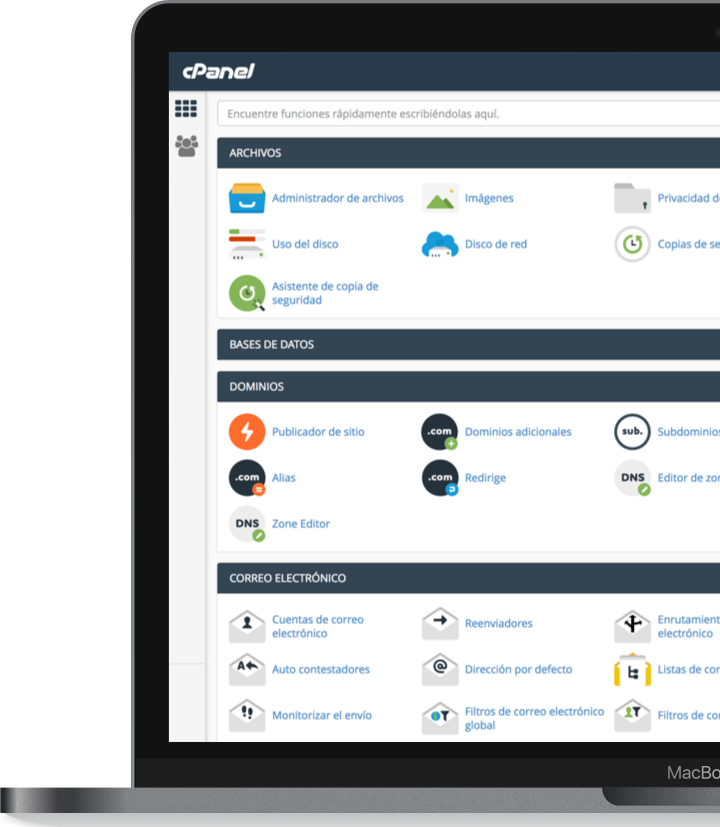 cPanel
Encuentre funciones rápidamente escribiéndolas aquí.
ARCHIVOS
Administrador de archivos
Imágenes
Privacidad d
Uso del disco
Disco de red
Copias de se
Asistente de copia de
seguridad
BASES DE DATOS
DOMINIOS
Publicador de sitio
.com
Dominios adicionales
sub.
Subdominios
.com
Alias
.com
Redirige
DNS
Editor de zo
DNS
Zone Editor
CORREO ELECTRÓNICO
Cuentas de correo
electrónico
Reenviadores
Enrutamient
electrónico
A
Auto contestadores
@
Dirección por defecto
Listas de cor
!!
Monitorizar el envío
Filtros de correo electrónico
global
Filtros de co
MacBo